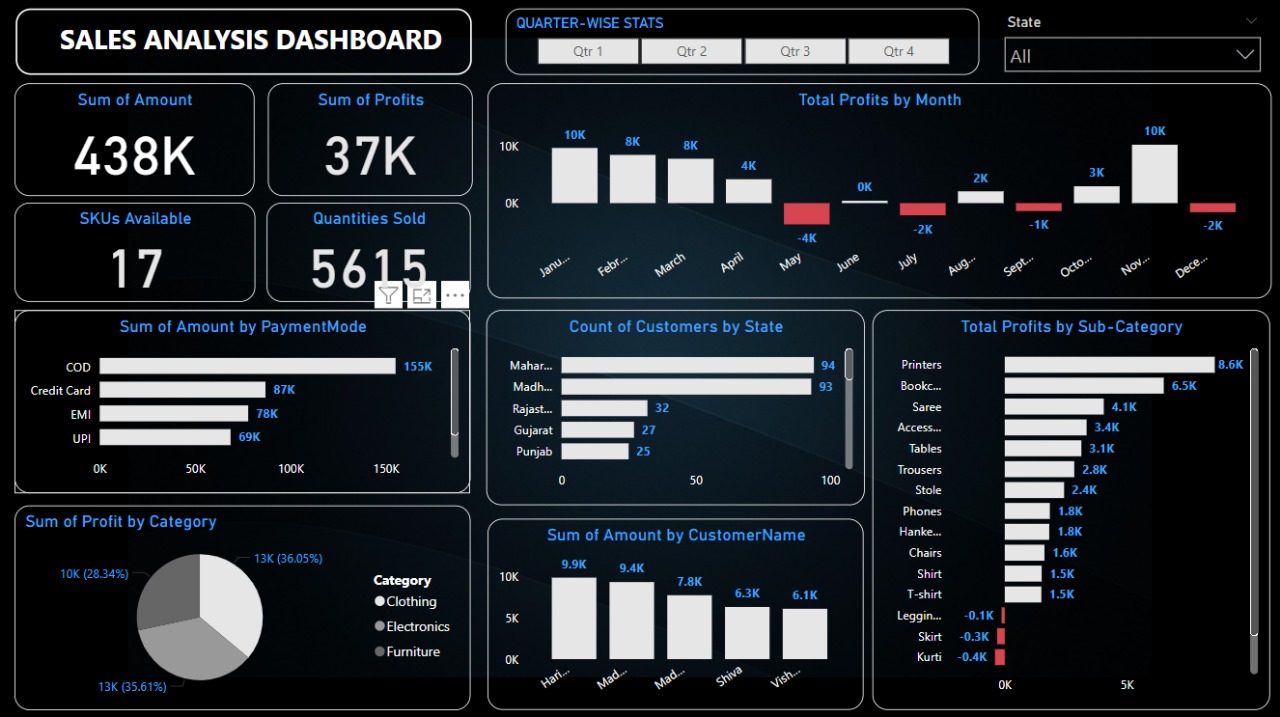 SALES ANALYSIS DASHBOARD
QUARTER-WISE STATS
Qtr 1
Qtr 2
Qtr 3
Qtr 4
State
All
Sum of Amount
438K
Sum of Profits
37K
SKUs Available
17
Quantities Sold
5615
Total Profits by Month
10K
0K
10K
8K
8K
4K
-4K
0K
-2K
2K
-1K
3K
10K
-2K
Janu...
Febr...
March
April
May
June
July
Aug...
Sept...
Octo...
Nov...
Dece...
Sum of Amount by PaymentMode
COD 155K
Credit Card 87K
EMI 78K
UPI 69K
0K 50K 100K 150K
Count of Customers by State
Mahar... 94
Madh... 93
Rajast... 32
Gujarat 27
Punjab 25
0 50 100
Total Profits by Sub-Category
Printers 8.6K
Bookc... 6.5K
Saree 4.1K
Access... 3.4K
Tables 3.1K
Trousers 2.8K
Stole 2.4K
Phones 1.8K
Hanke... 1.8K
Chairs 1.6K
Shirt 1.5K
T-shirt 1.5K
Leggin... -0.1K
Skirt -0.3K
Kurti -0.4K
0K 5K
Sum of Profit by Category
13K (36.05%)
10K (28.34%)
13K (35.61%)
Category
Clothing
Electronics
Furniture
Sum of Amount by CustomerName
10K
5K
0K
9.9K
9.4K
7.8K
6.3K
6.1K
Hari...
Mad...
Mad...
Shiva
Vish...